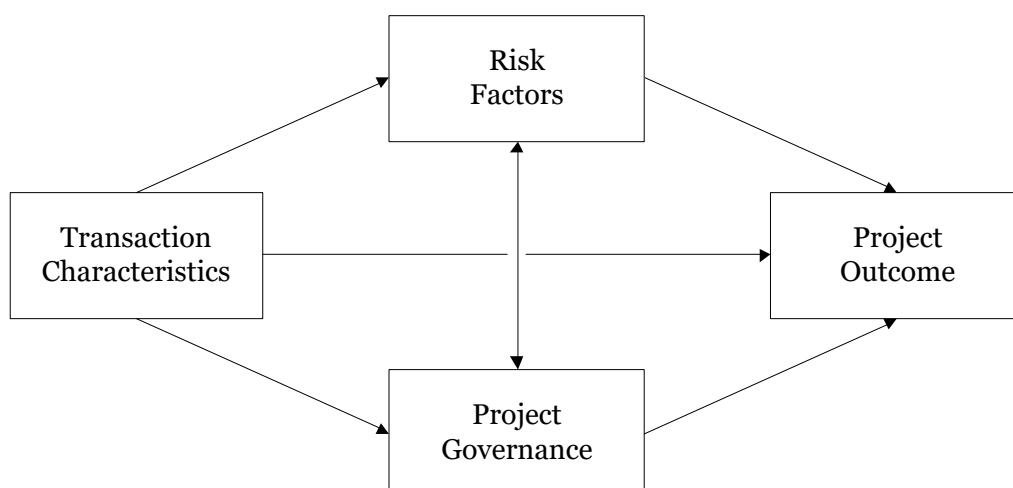 Risk
Factors
Transaction
Characteristics
Project
Outcome
Project
Governance